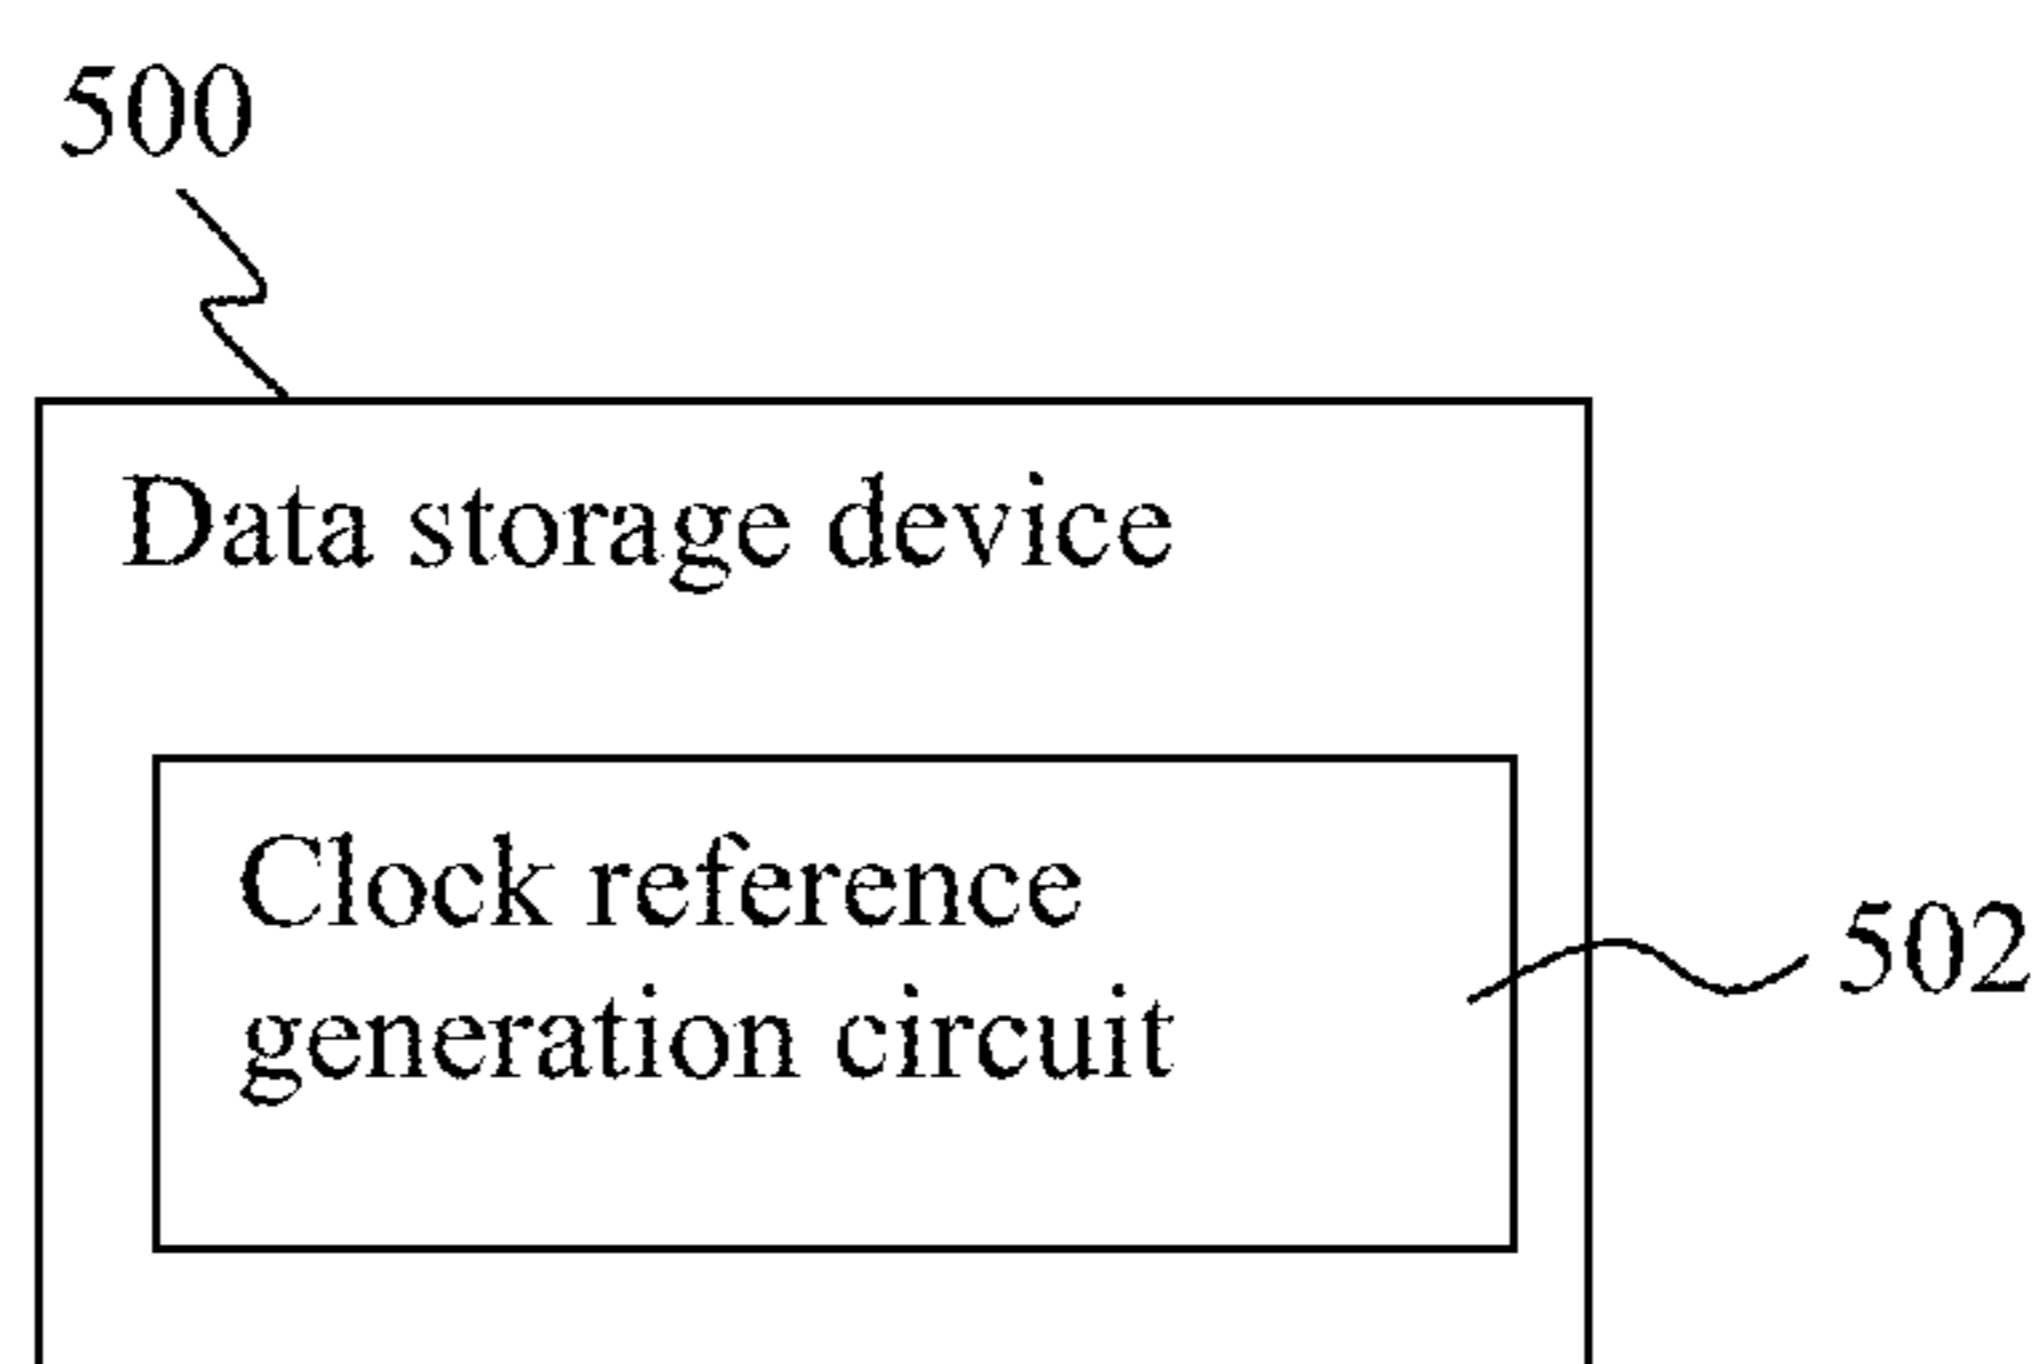 500
Data storage device
Clock reference
generation circuit
502